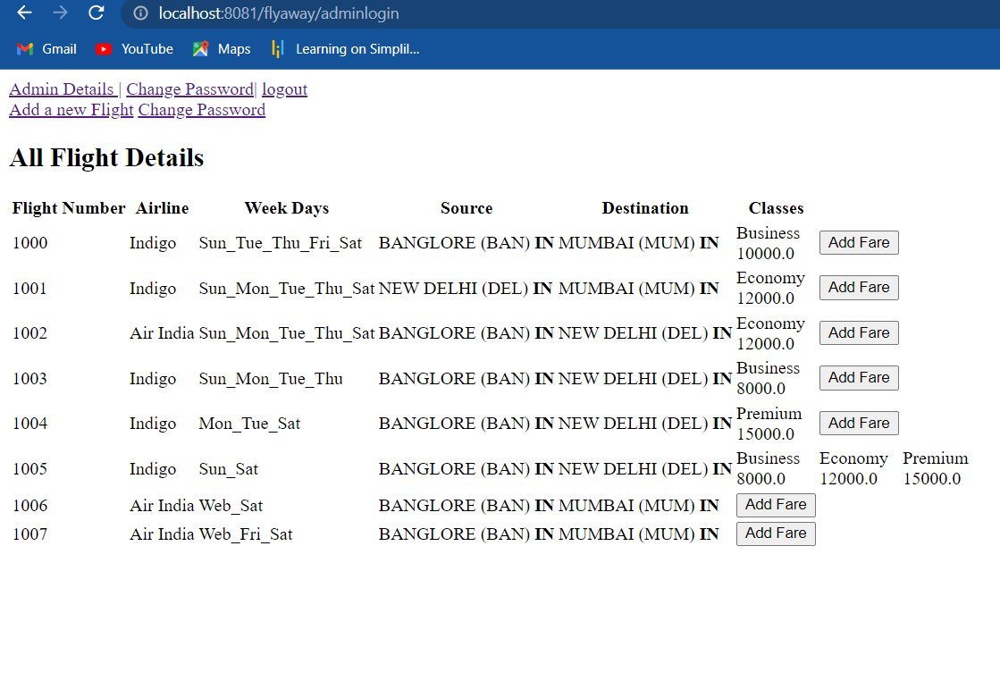 localhost:8081/flyaway/adminlogin
Gmail YouTube Maps Learning on Simplil...
Admin Details | Change Password| logout
Add a new Flight Change Password
All Flight Details
Flight Number Airline Week Days Source Destination Classes
1000 Indigo Sun_Tue_Thu_Fri_Sat BANGLORE (BAN) IN MUMBAI (MUM) IN Business 10000.0 Add Fare
1001 Indigo Sun_Mon_Tue_Thu_Sat NEW DELHI (DEL) IN MUMBAI (MUM) IN Economy 12000.0 Add Fare
1002 Air India Sun_Mon_Tue_Thu_Sat BANGLORE (BAN) IN NEW DELHI (DEL) IN Economy 12000.0 Add Fare
1003 Indigo Sun_Mon_Tue_Thu BANGLORE (BAN) IN NEW DELHI (DEL) IN Business 8000.0 Add Fare
1004 Indigo Mon_Tue_Sat BANGLORE (BAN) IN NEW DELHI (DEL) IN Premium 15000.0 Add Fare
1005 Indigo Sun_Sat BANGLORE (BAN) IN NEW DELHI (DEL) IN Business 8000.0 Economy 12000.0 Premium 15000.0
1006 Air India Web_Sat BANGLORE (BAN) IN MUMBAI (MUM) IN Add Fare
1007 Air India Web_Fri_Sat BANGLORE (BAN) IN MUMBAI (MUM) IN Add Fare